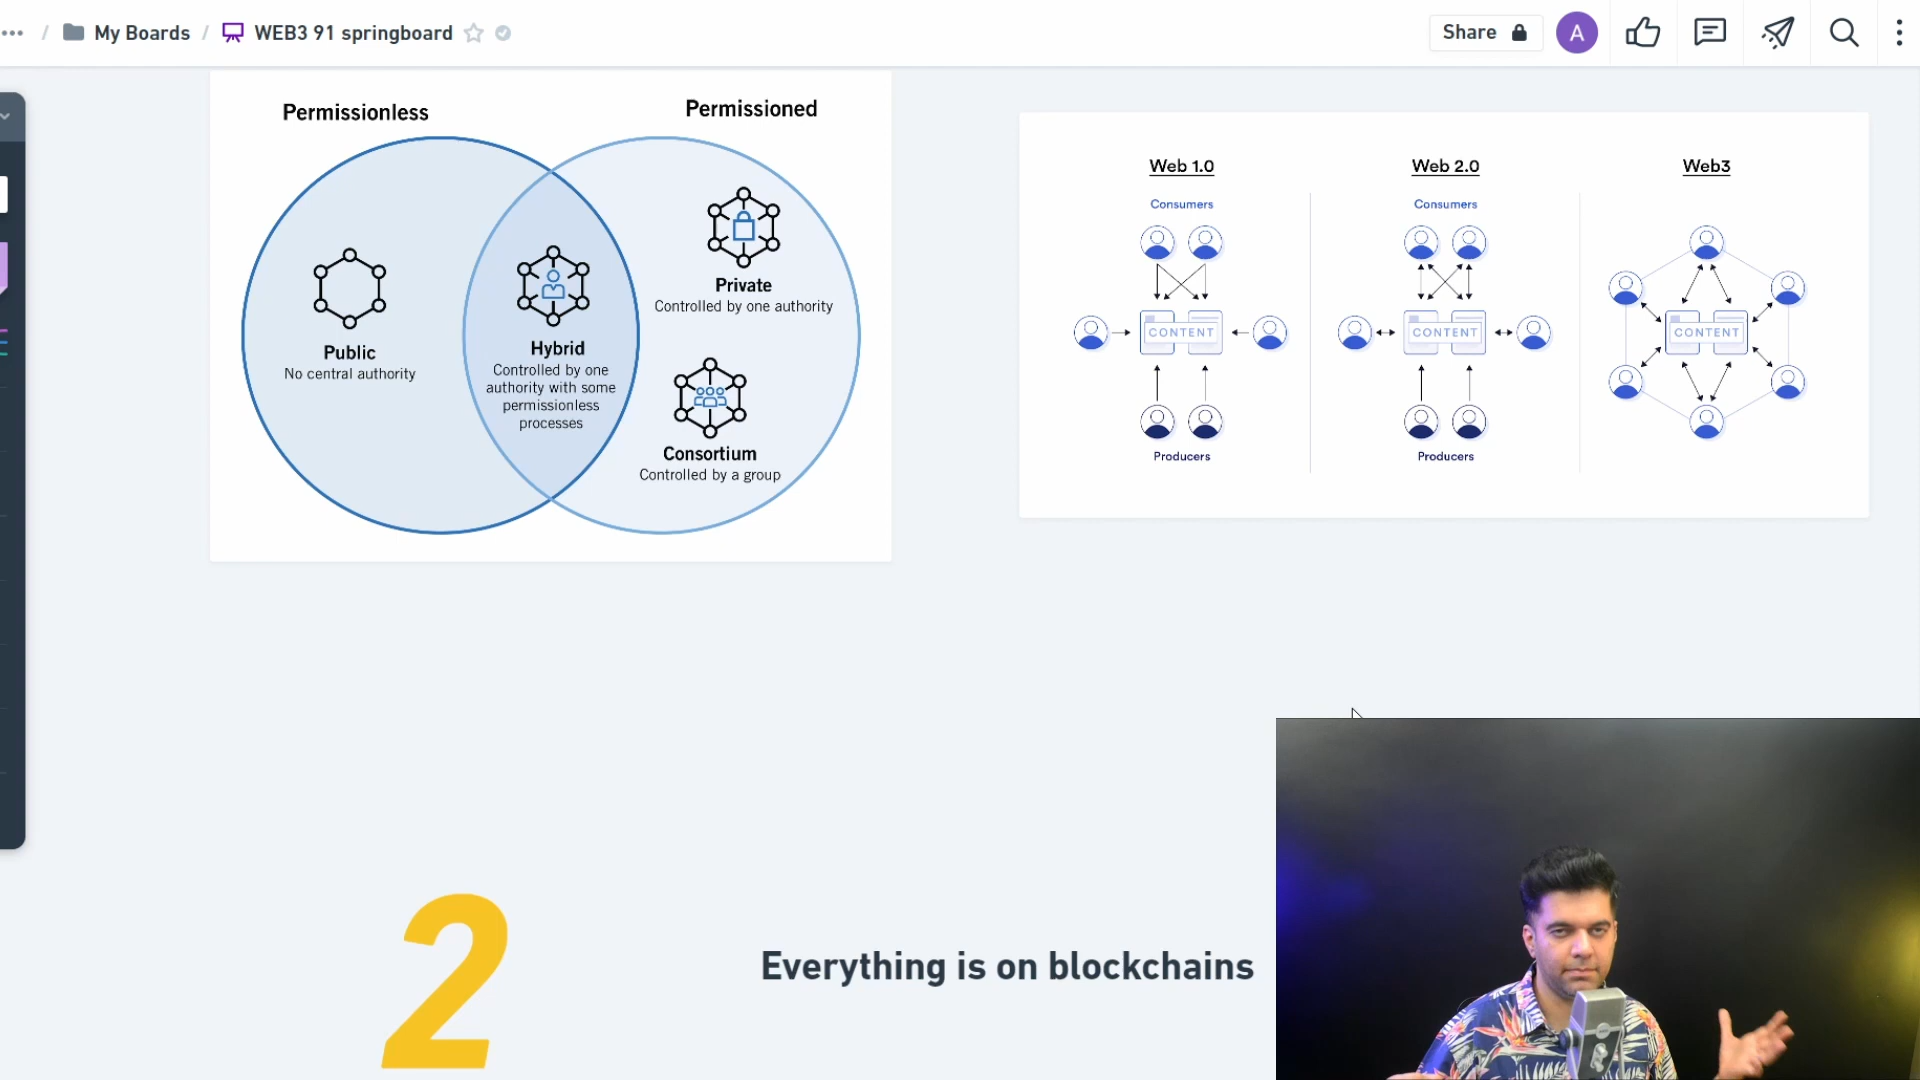 ... / My Boards / WEB3 91 springboard
Share
A
Permissionless
Permissioned
Public
No central authority
Hybrid
Controlled by one
authority with some
permissionless
processes
Private
Controlled by one authority
Consortium
Controlled by a group
Web 1.0
Consumers
CONTENT
Producers
Web 2.0
Consumers
CONTENT
Producers
Web3
CONTENT
2
Everything is on blockchains